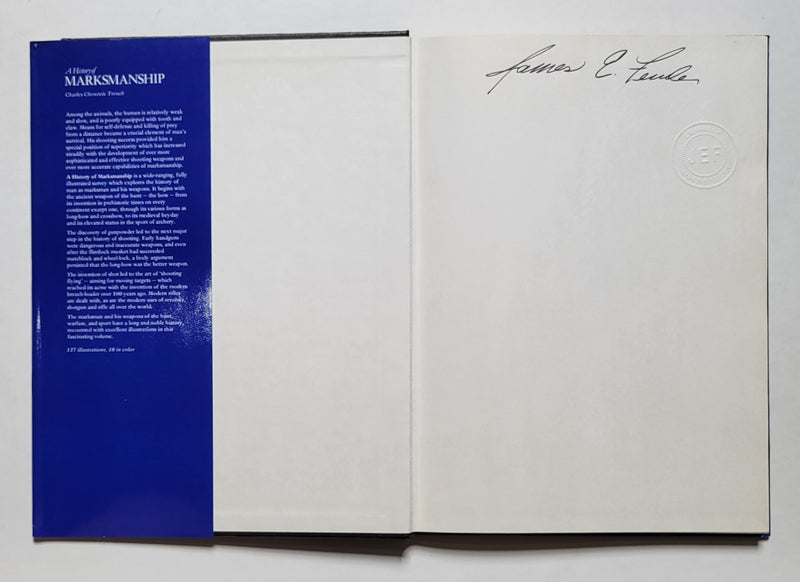 A History of
MARKSMANSHIP
Charles Chenevix Trench
Among the animals, the human is relatively weak
and slow, and is poorly equipped with tooth and
claw. Means for self-defense and killing of prey
from a distance became a crucial element of man's
survival. His shooting success provided him a
special position of superiority which has increased
steadily with the development of ever more
sophisticated and effective shooting weapons and
ever more accurate capabilities of marksmanship.
A History of Marksmanship is a wide-ranging, fully
illustrated survey which explores the history of
man as marksman and his weapons. It begins with
the ancient weapon of the hunt — the bow — from
its invention in prehistoric times on every
continent except one, through its various forms as
longbow and crossbow, to its medieval heyday
and its elevated status in the sport of archery.
The discovery of gunpowder led to the next major
step in the history of shooting. Early handguns
were dangerous and inaccurate weapons, and even
after the flintlock musket had succeeded
matchlock and wheel-lock, a lively argument
persisted that the longbow was the better weapon.
The invention of shot led to the art of 'shooting
flying' — aiming for moving targets — which
reached its acme with the invention of the modern
breech-loader over 100 years ago. Modern rifles
are dealt with, as are the modern uses of revolver,
shotgun and rifle all over the world.
The marksman and his weapons of the hunt,
warfare, and sport have a long and noble history,
recounted with excellent illustrations in this
fascinating volume.
137 illustrations, 18 in color
James E.
JEF